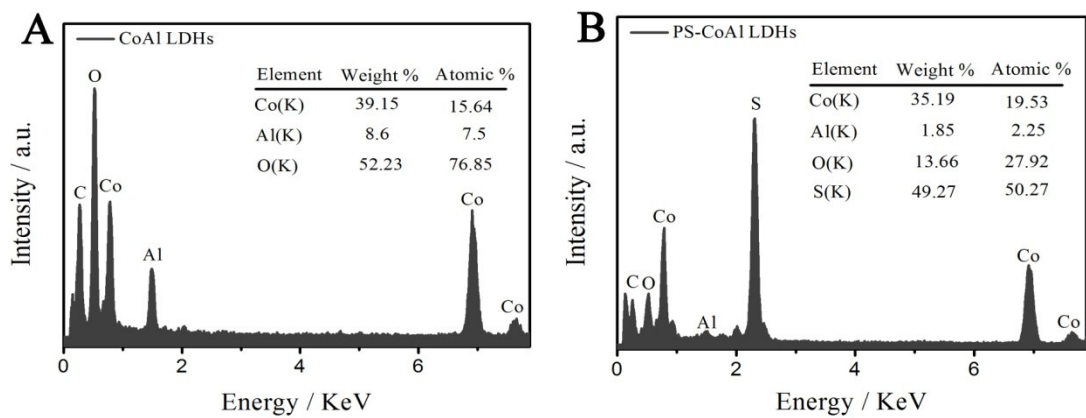 A
CoAl LDHs
Element Weight % Atomic %
Co(K) 39.15 15.64
Al(K) 8.6 7.5
O(K) 52.23 76.85
O
C
Co
Al
Co
Co
Intensity / a.u.
0 2 4 6
Energy / KeV
B
PS-CoAl LDHs
Element Weight % Atomic %
Co(K) 35.19 19.53
Al(K) 1.85 2.25
O(K) 13.66 27.92
S(K) 49.27 50.27
S
Co
C
O
Al
Co
Co
Intensity / a.u.
0 2 4 6
Energy / KeV